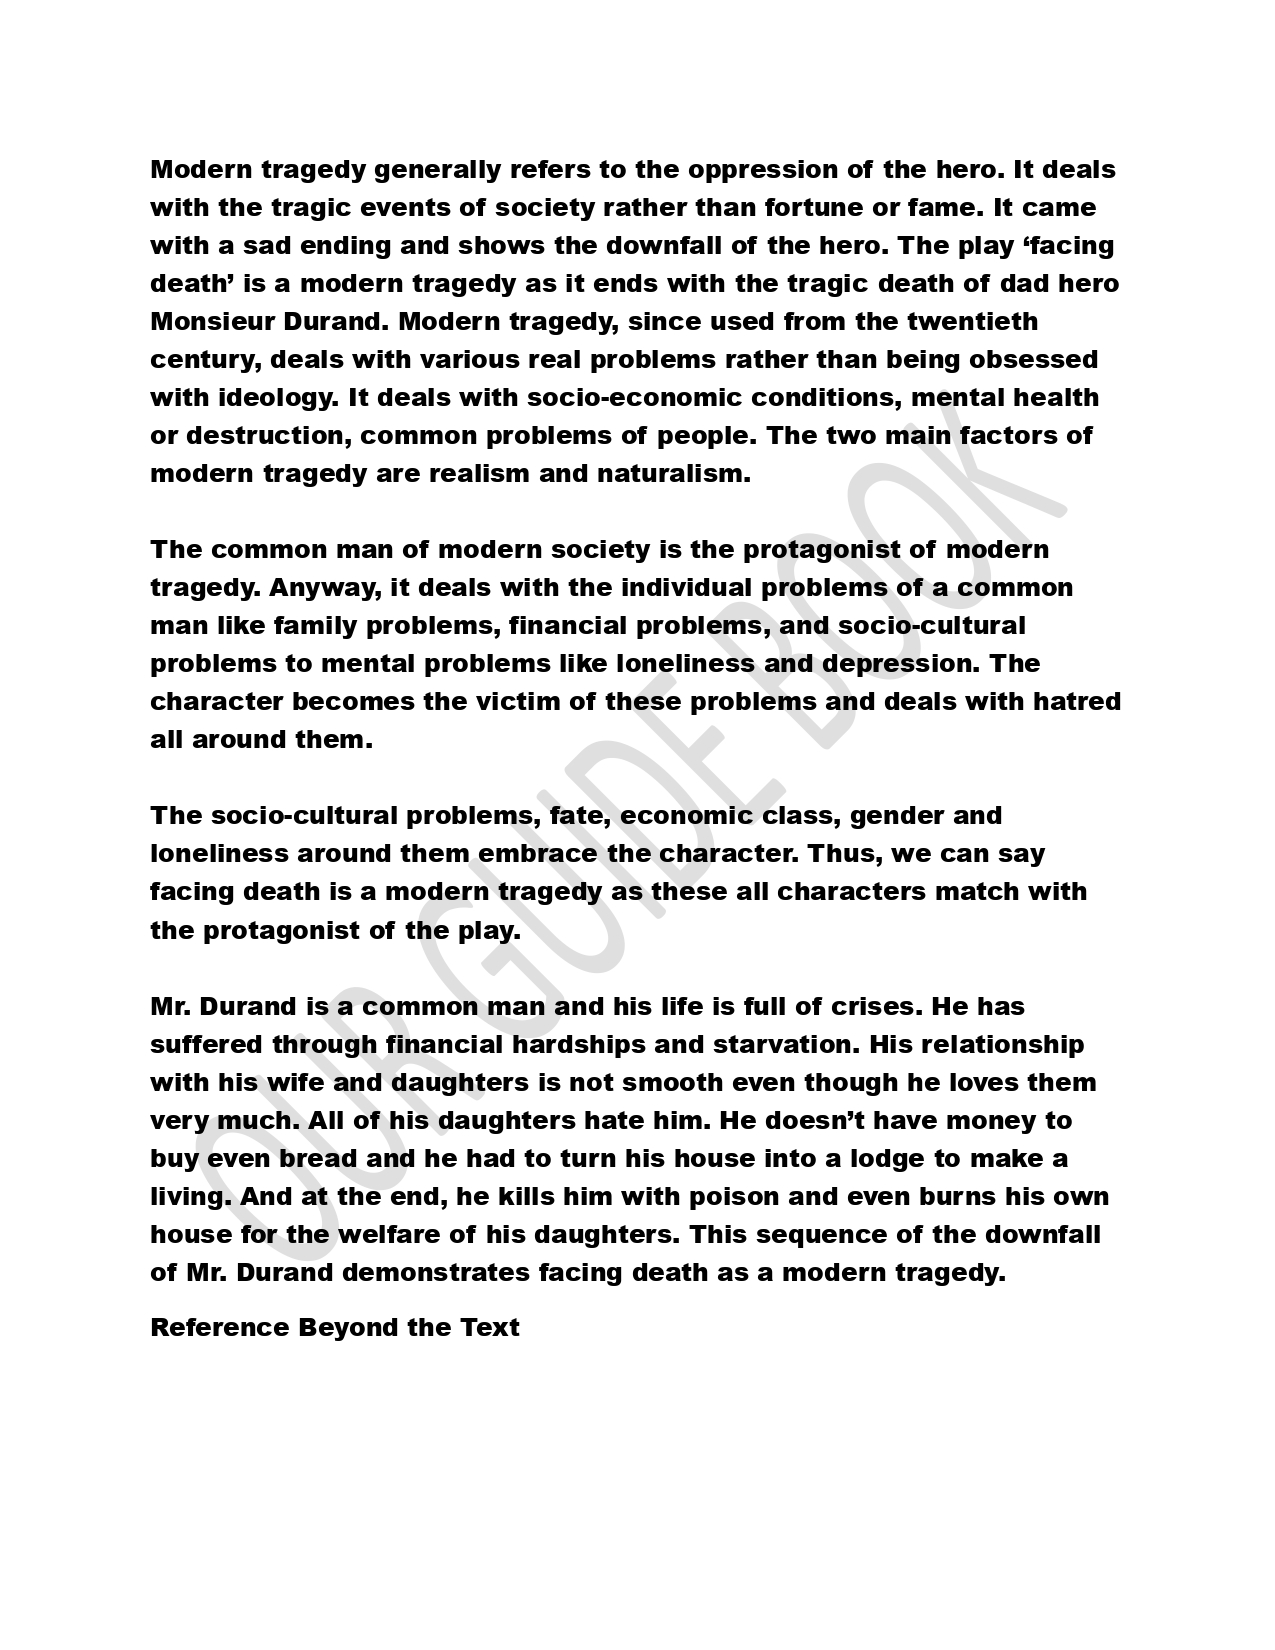 Modern tragedy generally refers to the oppression of the hero. It deals
with the tragic events of society rather than fortune or fame. It came
with a sad ending and shows the downfall of the hero. The play ‘facing
death’ is a modern tragedy as it ends with the tragic death of dad hero
Monsieur Durand. Modern tragedy, since used from the twentieth
century, deals with various real problems rather than being obsessed
with ideology. It deals with socio-economic conditions, mental health
or destruction, common problems of people. The two main factors of
modern tragedy are realism and naturalism.
The common man of modern society is the protagonist of modern
tragedy. Anyway, it deals with the individual problems of a common
man like family problems, financial problems, and socio-cultural
problems to mental problems like loneliness and depression. The
character becomes the victim of these problems and deals with hatred
all around them.
The socio-cultural problems, fate, economic class, gender and
loneliness around them embrace the character. Thus, we can say
facing death is a modern tragedy as these all characters match with
the protagonist of the play.
Mr. Durand is a common man and his life is full of crises. He has
suffered through financial hardships and starvation. His relationship
with his wife and daughters is not smooth even though he loves them
very much. All of his daughters hate him. He doesn’t have money to
buy even bread and he had to turn his house into a lodge to make a
living. And at the end, he kills him with poison and even burns his own
house for the welfare of his daughters. This sequence of the downfall
of Mr. Durand demonstrates facing death as a modern tragedy.
Reference Beyond the Text
OUR GUIDE BOOK